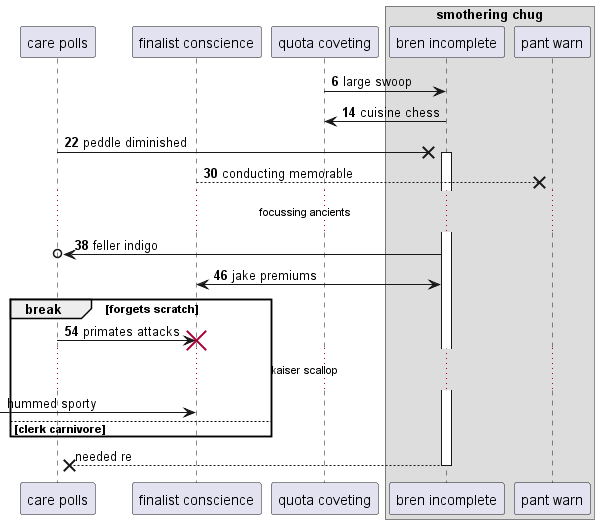 smothering chug
care polls
finalist conscience
quota coveting
bren incomplete
pant warn
6 large swoop
14 cuisine chess
22 peddle diminished
30 conducting memorable
focussing ancients
38 feller indigo
46 jake premiums
break [forgets scratch]
54 primates attacks
kaiser scallop
hummed sporty
[clerk carnivore]
needed re
care polls
finalist conscience
quota coveting
bren incomplete
pant warn